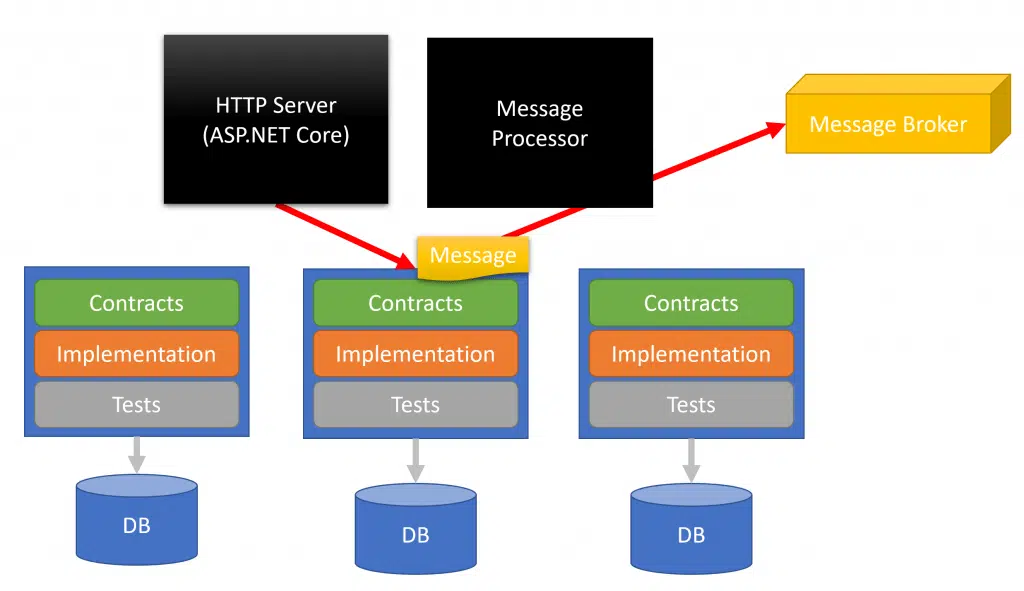 HTTP Server
(ASP.NET Core)
Message
Processor
Message Broker
Message
Contracts
Implementation
Tests
DB
Contracts
Implementation
Tests
DB
Contracts
Implementation
Tests
DB